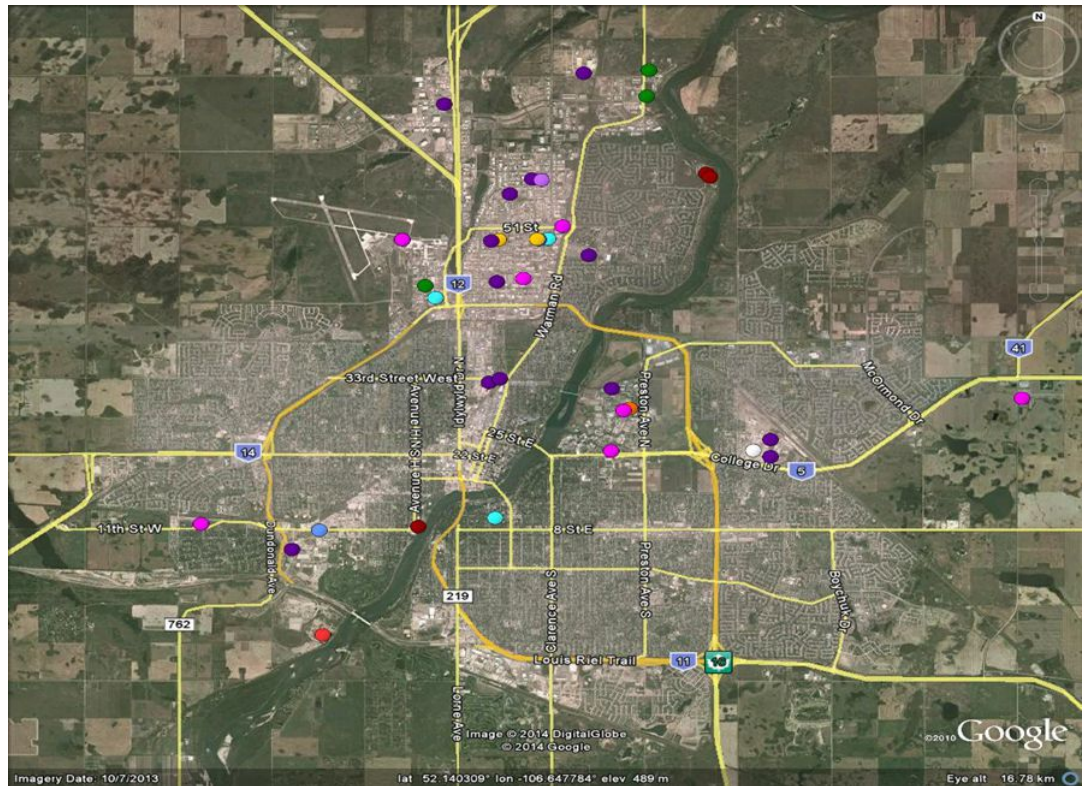 N
51 St
12
Warman Rd
41
33rd Street West
Idylwyld Dr N
McOrmond Dr
Avenue H N
Avenue H S
Preston Ave N
25 St E
22 St E
14
College Dr
5
11th St W
8 St E
Dundonald Ave
Preston Ave S
Clarence Ave S
Boychuk Dr
219
762
Louis Riel Trail
11
16
Lorne Ave
Image © 2014 DigitalGlobe
© 2014 Google
©2010 Google
Imagery Date: 10/7/2013
lat 52.140309° lon -106.647784° elev 489 m
Eye alt 16.78 km